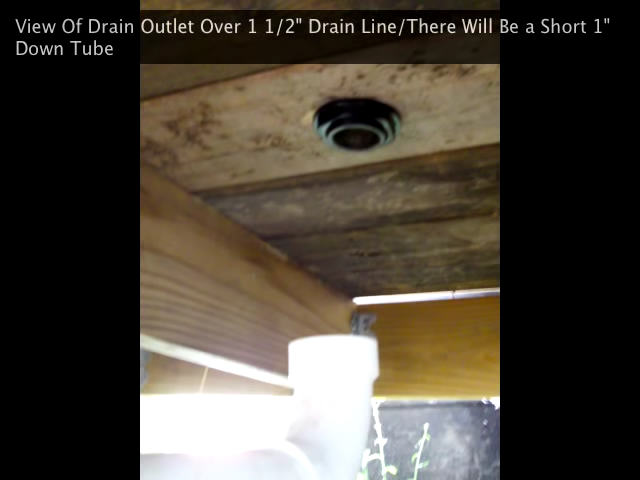 View Of Drain Outlet Over 1 1/2" Drain Line/There Will Be a Short 1"
Down Tube